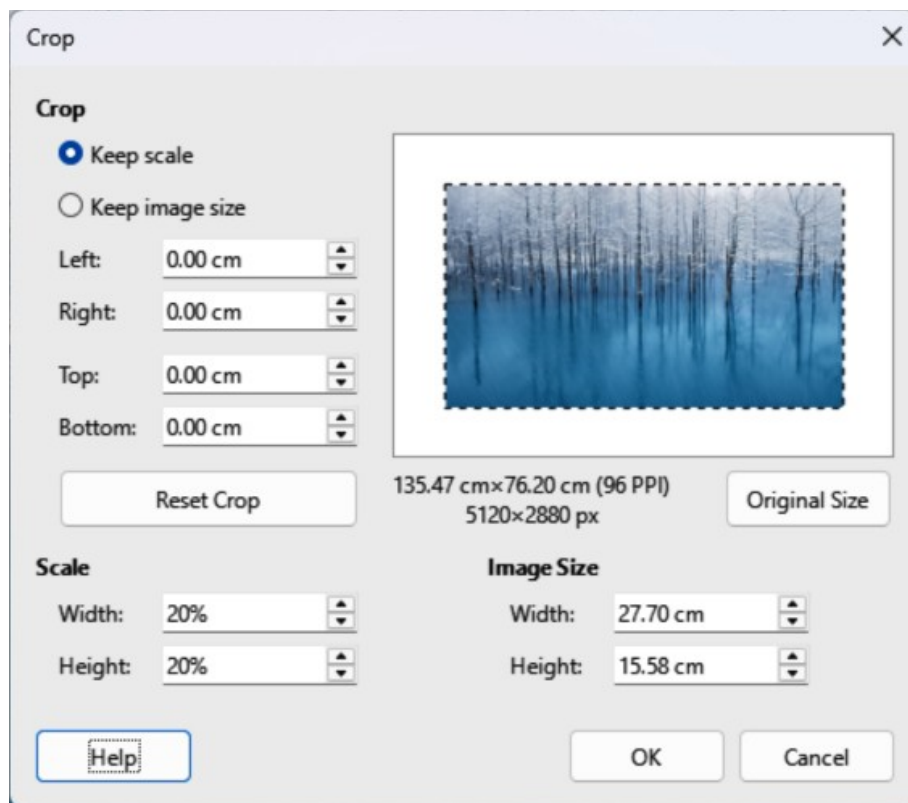 Crop
Crop
Keep scale
Keep image size
Left: 0.00 cm
Right: 0.00 cm
Top: 0.00 cm
Bottom: 0.00 cm
Reset Crop
135.47 cm×76.20 cm (96 PPI)
5120×2880 px
Original Size
Scale
Width: 20%
Height: 20%
Image Size
Width: 27.70 cm
Height: 15.58 cm
Help
OK
Cancel